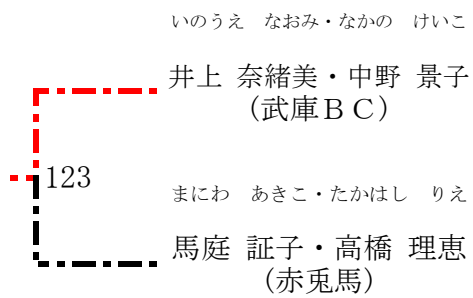 いのうえ なおみ・なかの けいこ
井上 奈緒美・中野 景子
(武庫ＢＣ)
123
まにわ あきこ・たかはし りえ
馬庭 証子・高橋 理恵
(赤兎馬)